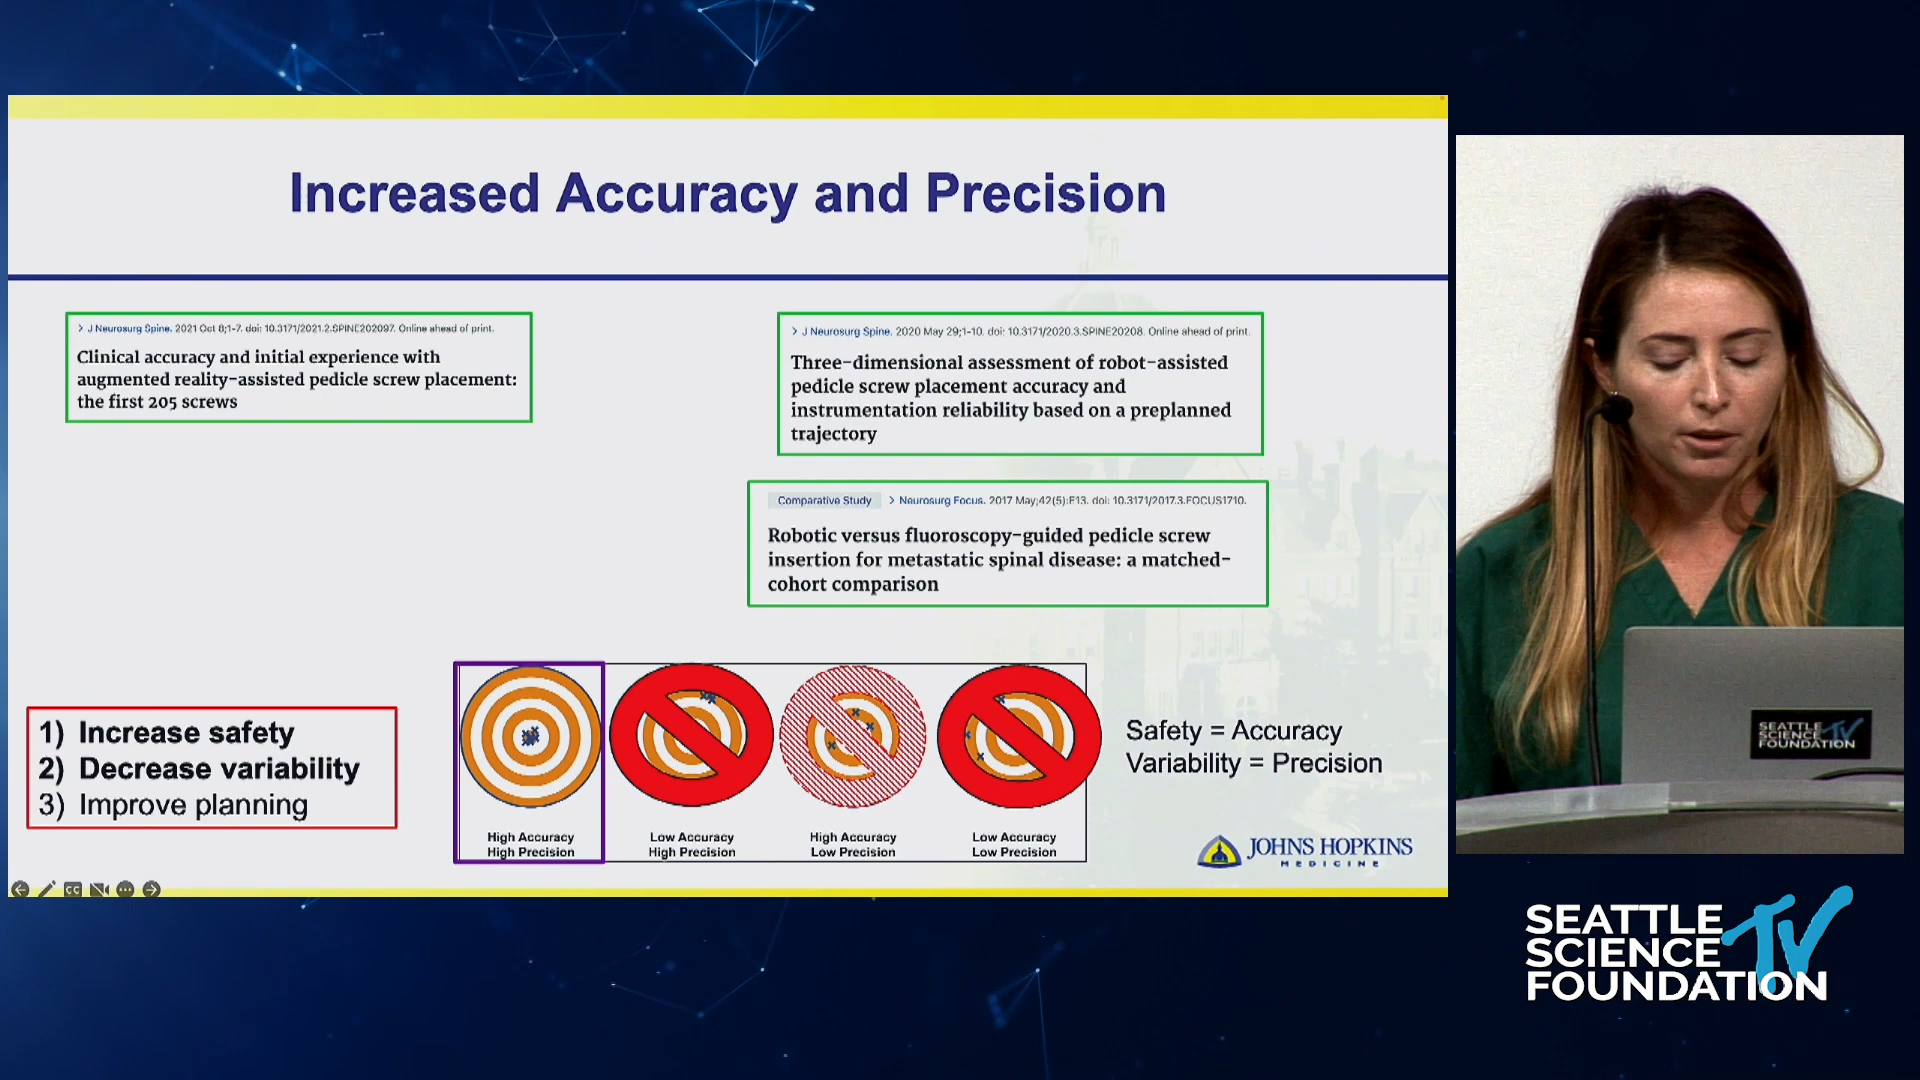 Increased Accuracy and Precision
> J Neurosurg Spine. 2021 Oct 8;1-7. doi: 10.3171/2021.2.SPINE202097. Online ahead of print.
Clinical accuracy and initial experience with
augmented reality-assisted pedicle screw placement:
the first 205 screws
> J Neurosurg Spine. 2020 May 29;1-10. doi: 10.3171/2020.3.SPINE20208. Online ahead of print.
Three-dimensional assessment of robot-assisted
pedicle screw placement accuracy and
instrumentation reliability based on a preplanned
trajectory
Comparative Study > Neurosurg Focus. 2017 May;42(5):E13. doi: 10.3171/2017.3.FOCUS1710.
Robotic versus fluoroscopy-guided pedicle screw
insertion for metastatic spinal disease: a matched-
cohort comparison
1) Increase safety
2) Decrease variability
3) Improve planning
High Accuracy
High Precision
Low Accuracy
High Precision
High Accuracy
Low Precision
Low Accuracy
Low Precision
Safety = Accuracy
Variability = Precision
JOHNS HOPKINS
MEDICINE
CC
SEATTLE
SCIENCE
FOUNDATION
TV
SEATTLE
SCIENCE
FOUNDATION
TV